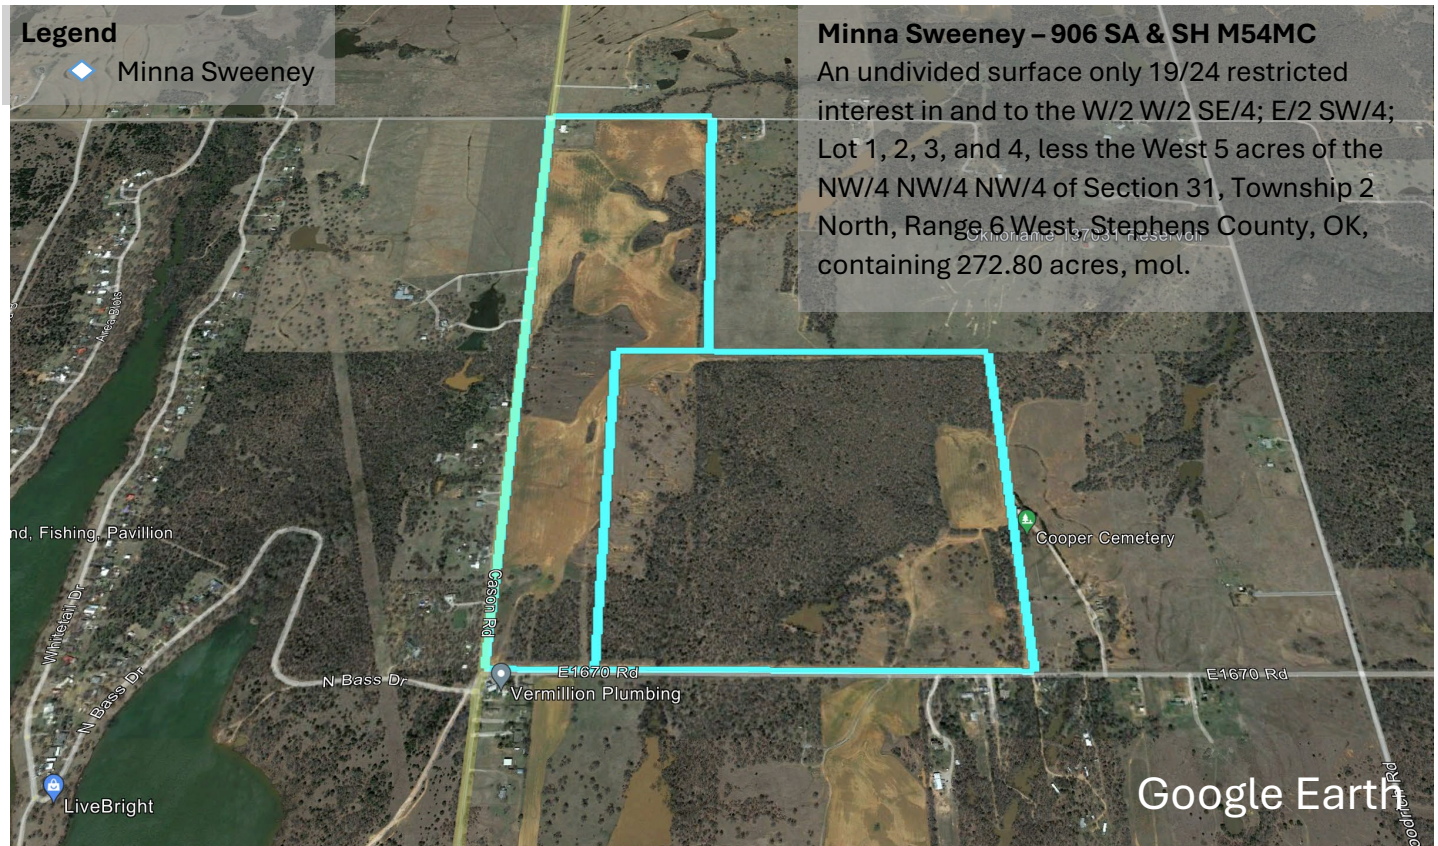 Legend
Minna Sweeney
Minna Sweeney – 906 SA & SH M54MC
An undivided surface only 19/24 restricted
interest in and to the W/2 W/2 SE/4; E/2 SW/4;
Lot 1, 2, 3, and 4, less the West 5 acres of the
NW/4 NW/4 NW/4 of Section 31, Township 2
North, Range 6 West, Stephens County, OK,
containing 272.80 acres, mol.
Reservoir
Area Blots
nd, Fishing, Pavillion
Cooper Cemetery
Whitetail Dr
Cason Rd
N Bass Dr
N Bass Dr
E1670 Rd
E1670 Rd
Vermillion Plumbing
LiveBright
Google Earth